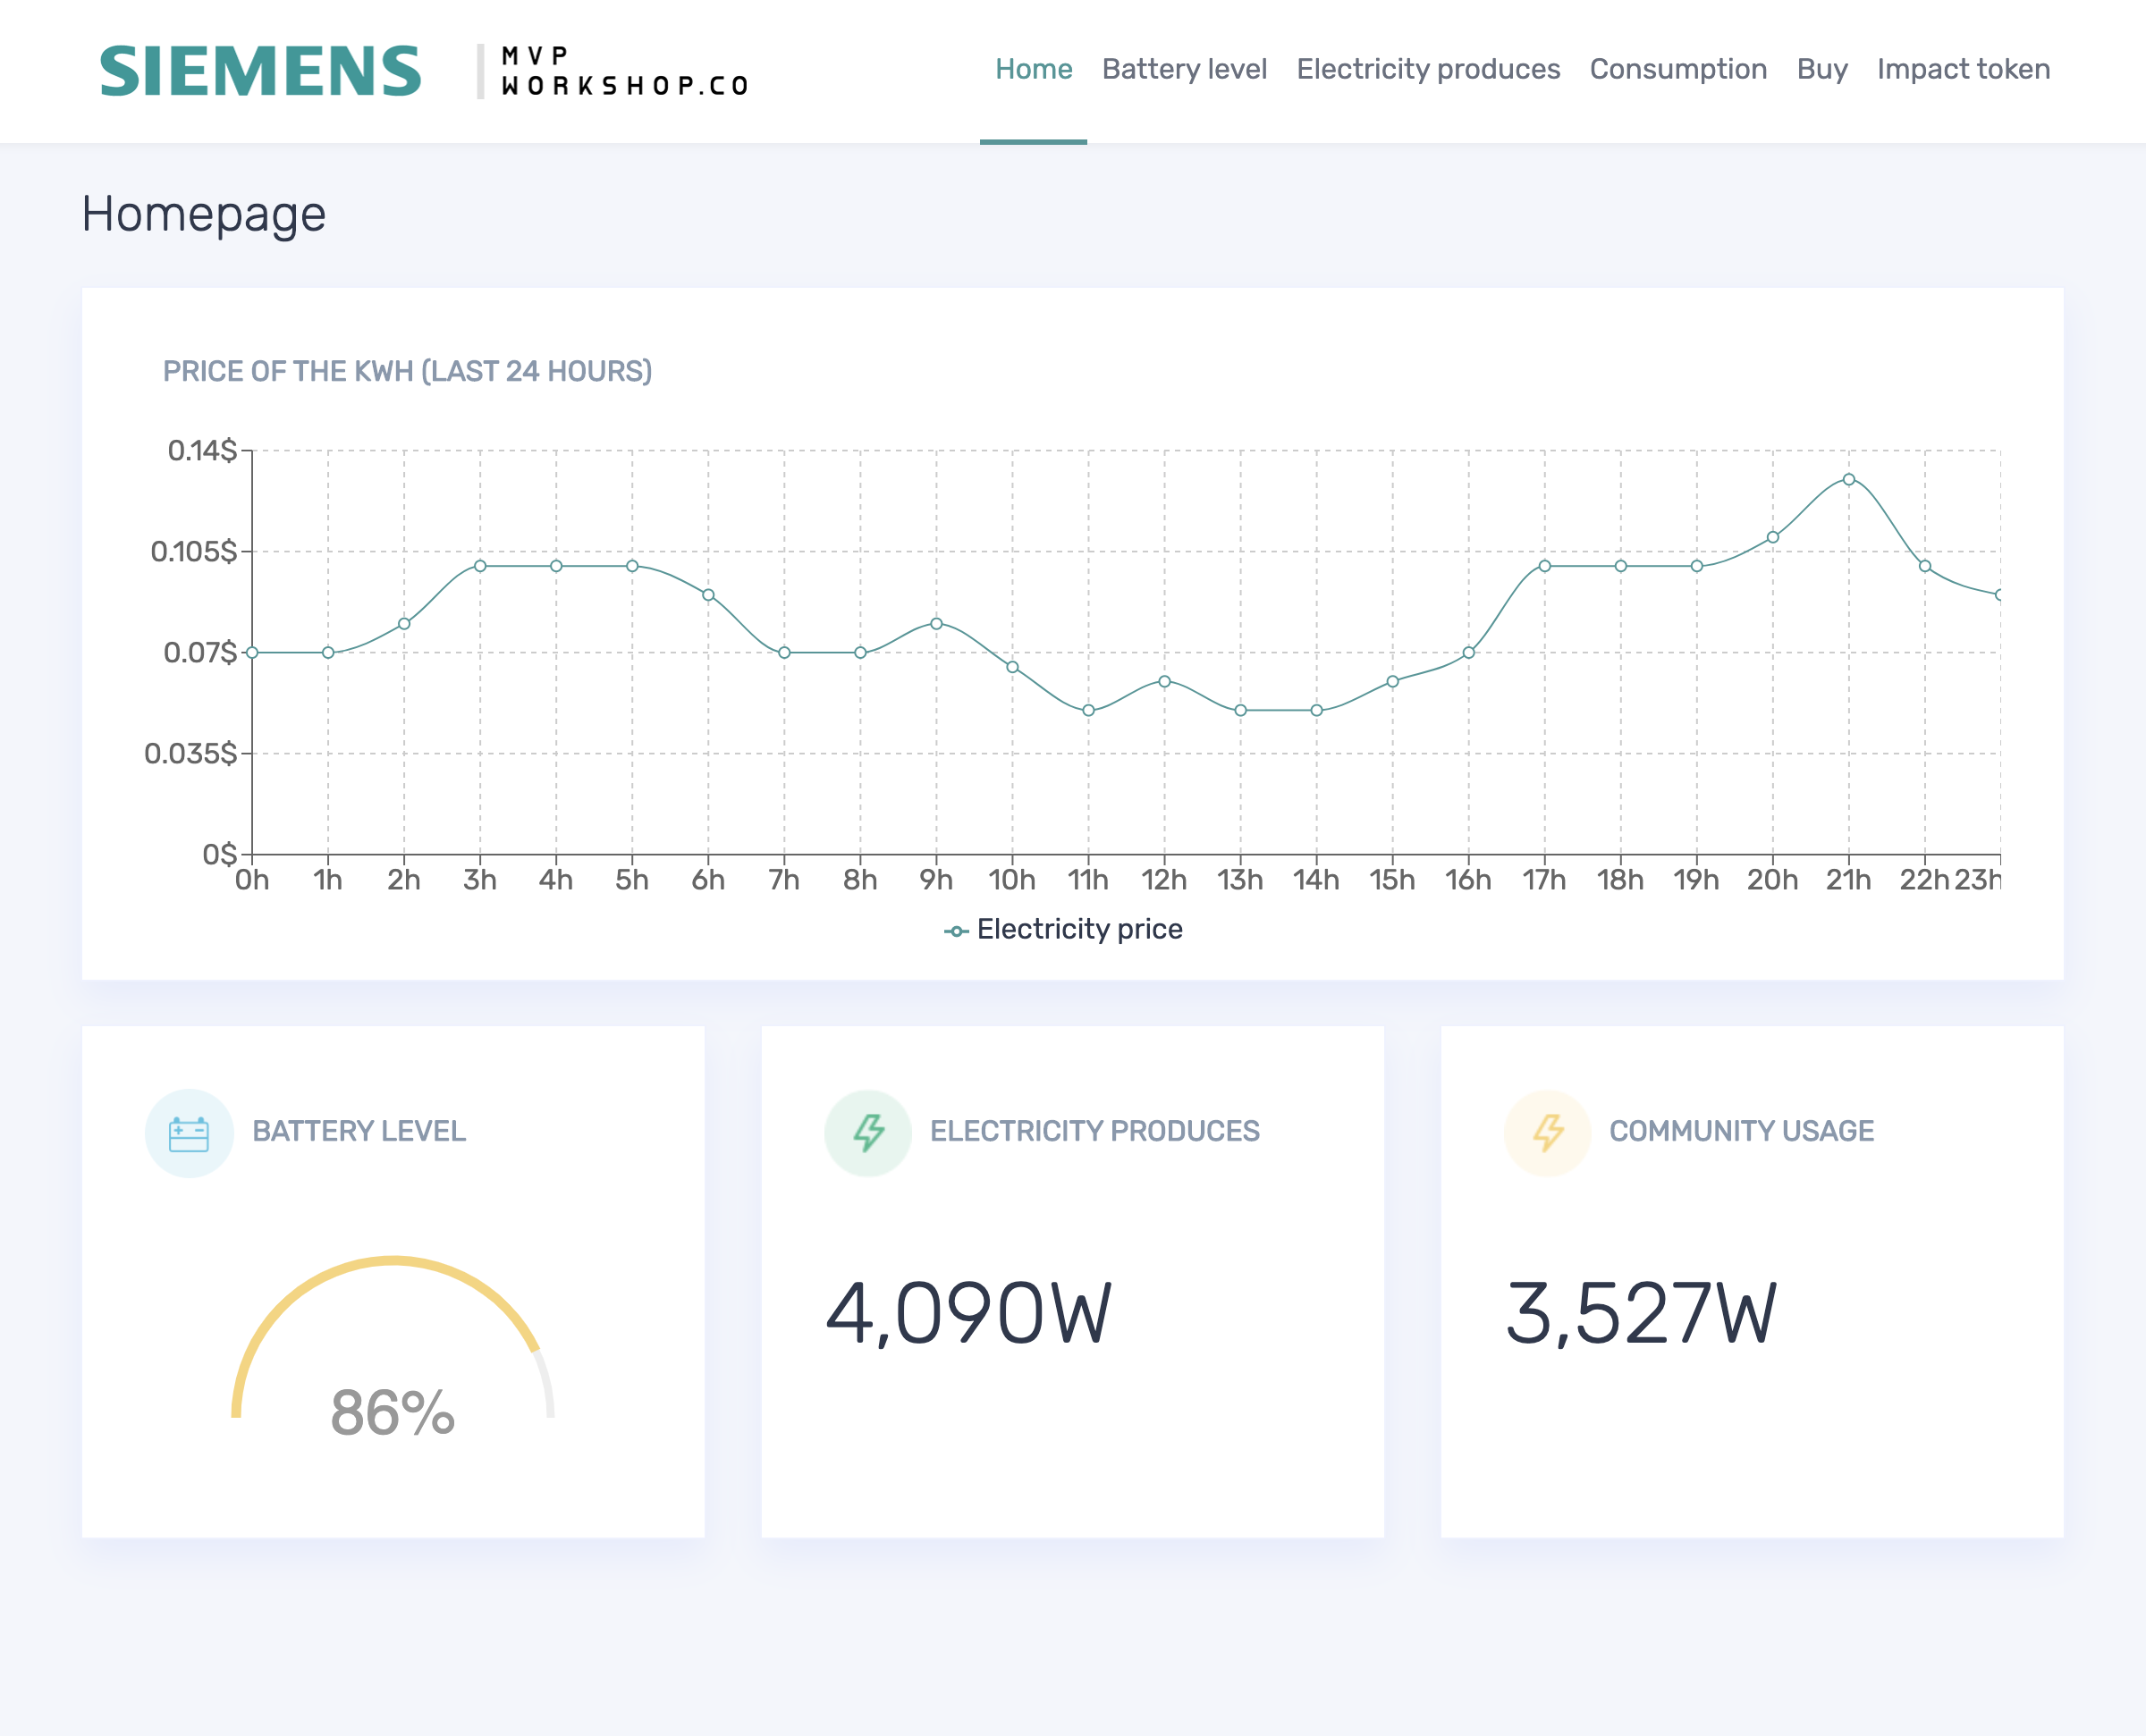 SIEMENS
MVP
WORKSHOP.CO
Home Battery level Electricity produces Consumption Buy Impact token
Homepage
PRICE OF THE KWH (LAST 24 HOURS)
0.14$
0.105$
0.07$
0.035$
0$
0h 1h 2h 3h 4h 5h 6h 7h 8h 9h 10h 11h 12h 13h 14h 15h 16h 17h 18h 19h 20h 21h 22h 23h
Electricity price
BATTERY LEVEL
86%
ELECTRICITY PRODUCES
4,090W
COMMUNITY USAGE
3,527W